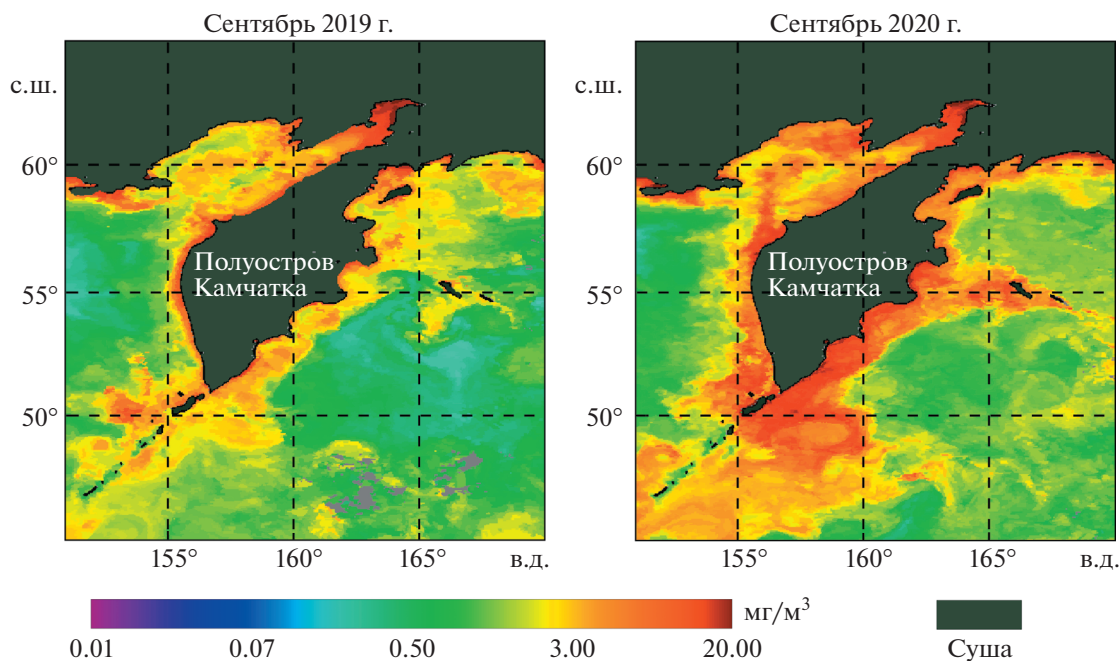 Сентябрь 2019 г.
Сентябрь 2020 г.
с.ш.
60°
55°
50°
Полуостров
Камчатка
155°
160°
165°
в.д.
с.ш.
60°
55°
50°
Полуостров
Камчатка
155°
160°
165°
в.д.
мг/м³
0.01
0.07
0.50
3.00
20.00
Суша